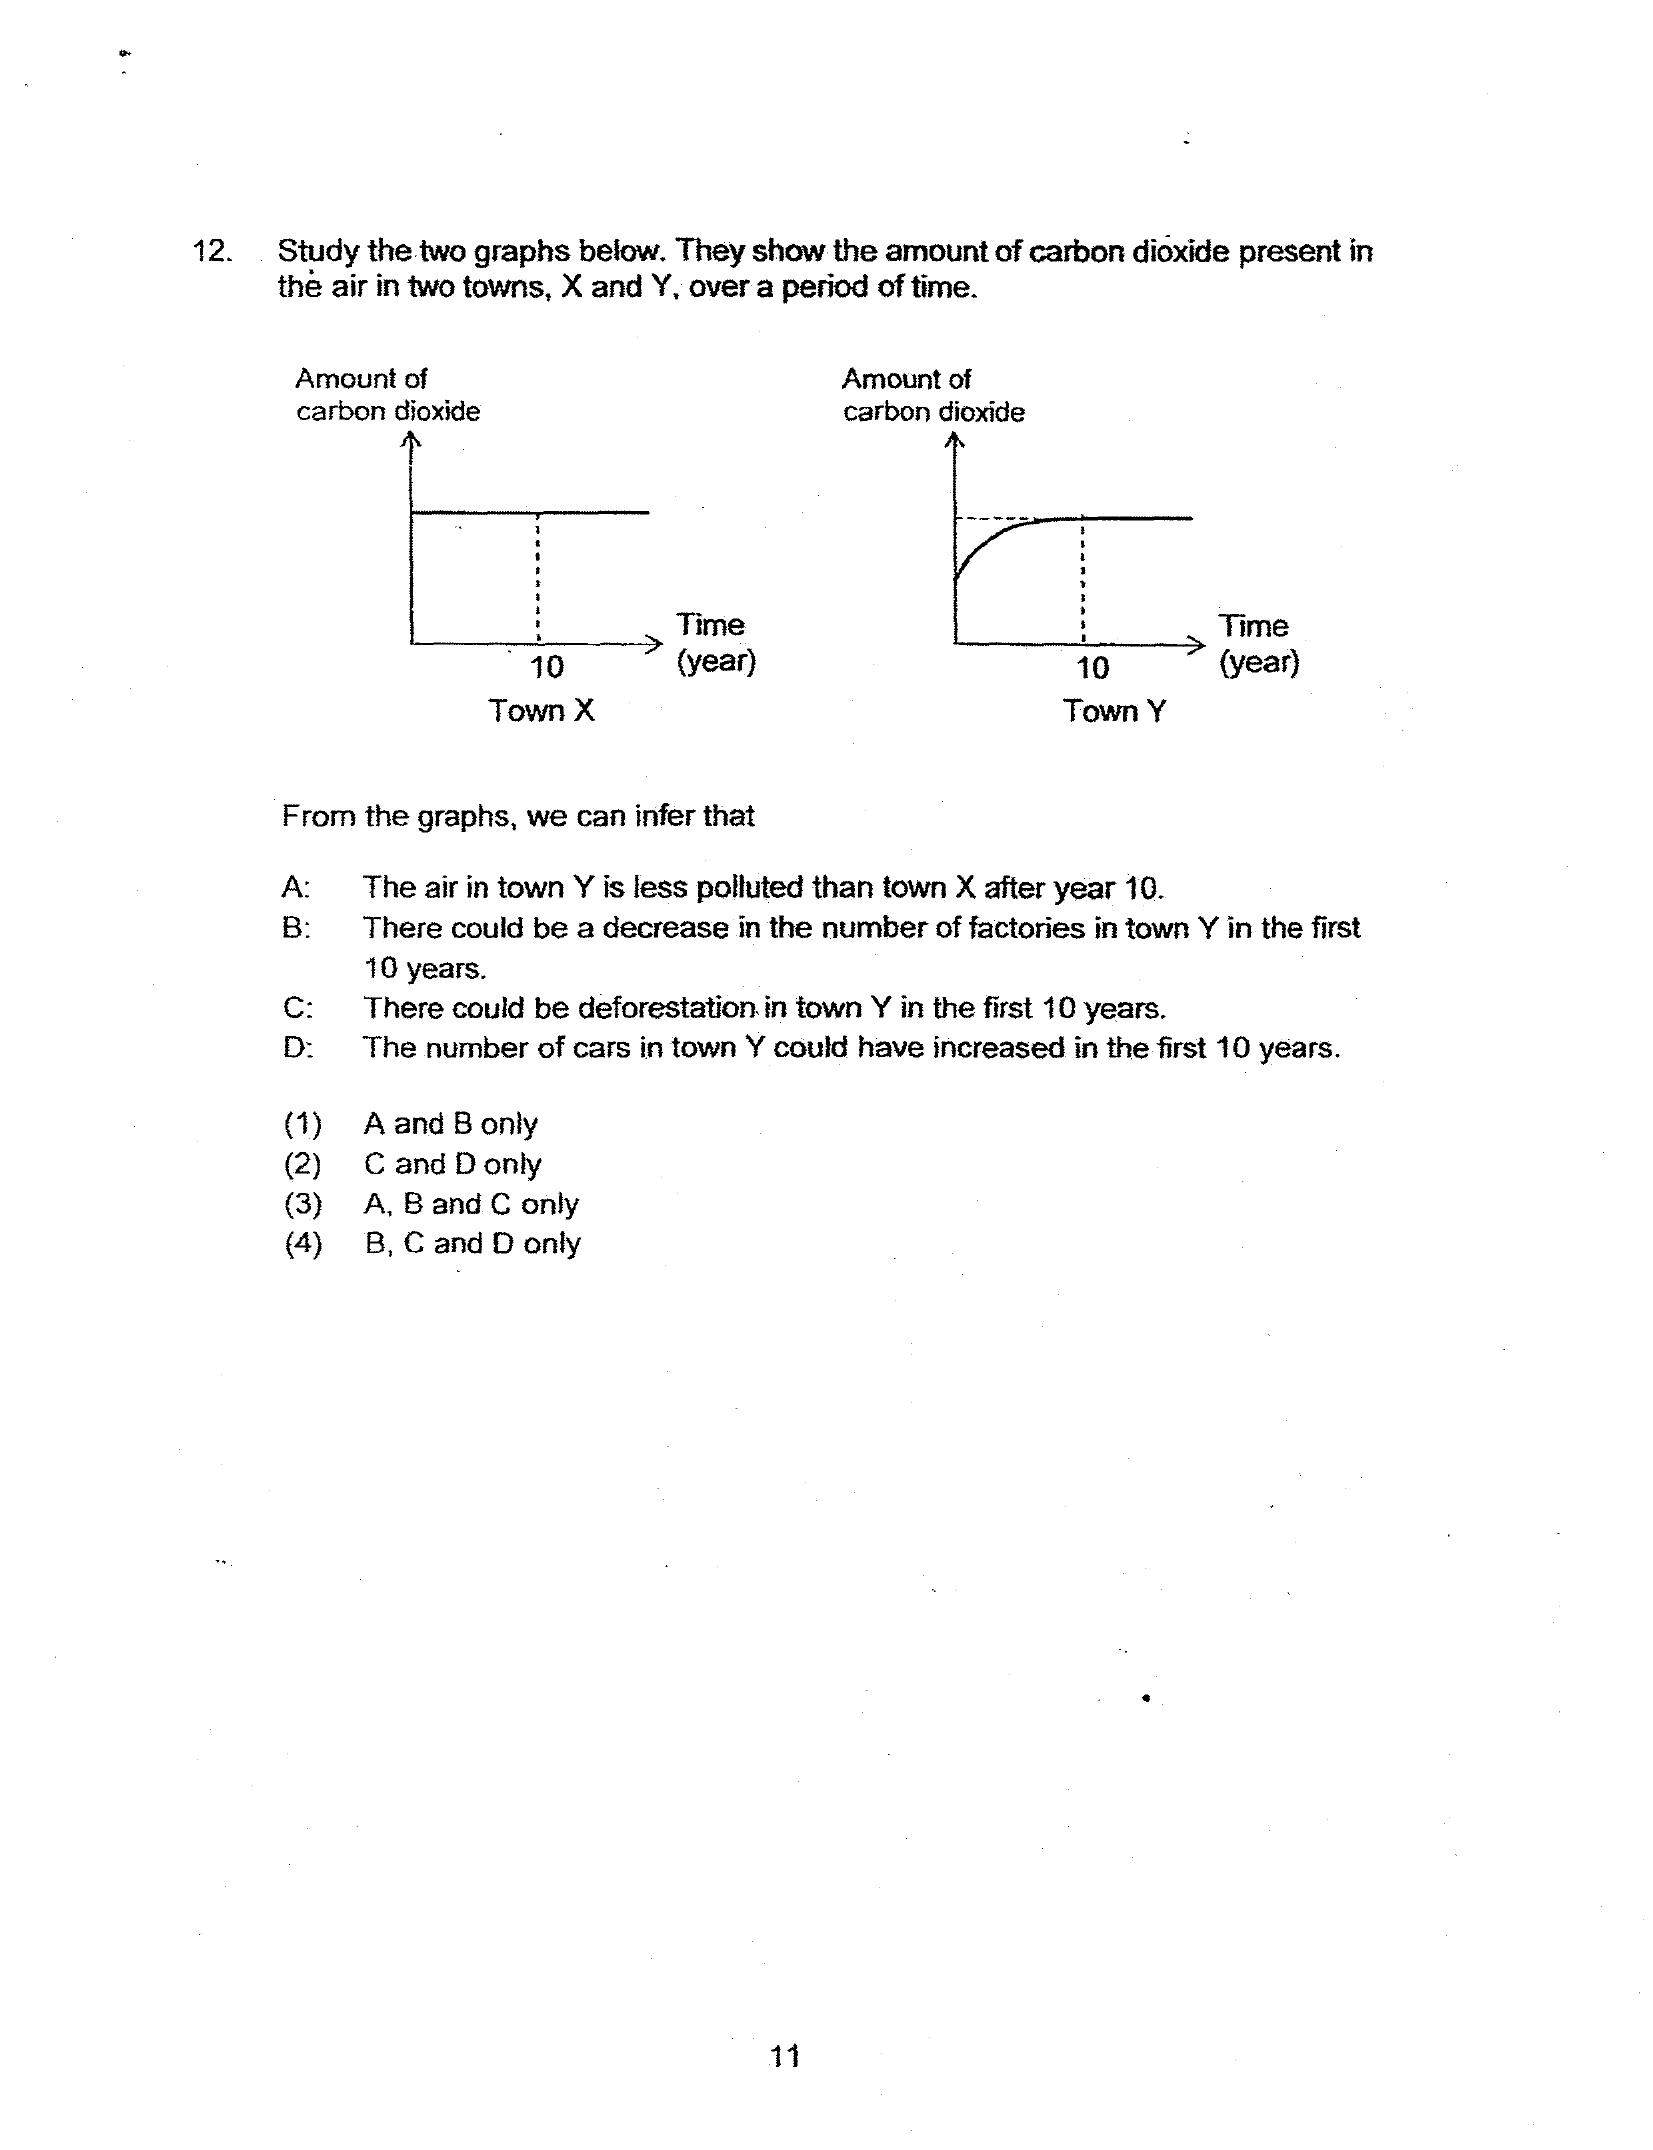 12. Study the two graphs below. They show the amount of carbon dioxide present in
the air in two towns, X and Y, over a period of time.
Amount of
carbon dioxide
10
Time
(year)
Town X
Amount of
carbon dioxide
10
Time
(year)
Town Y
From the graphs, we can infer that
A: The air in town Y is less polluted than town X after year 10.
B: There could be a decrease in the number of factories in town Y in the first
10 years.
C: There could be deforestation in town Y in the first 10 years.
D: The number of cars in town Y could have increased in the first 10 years.
(1) A and B only
(2) C and D only
(3) A, B and C only
(4) B, C and D only
11